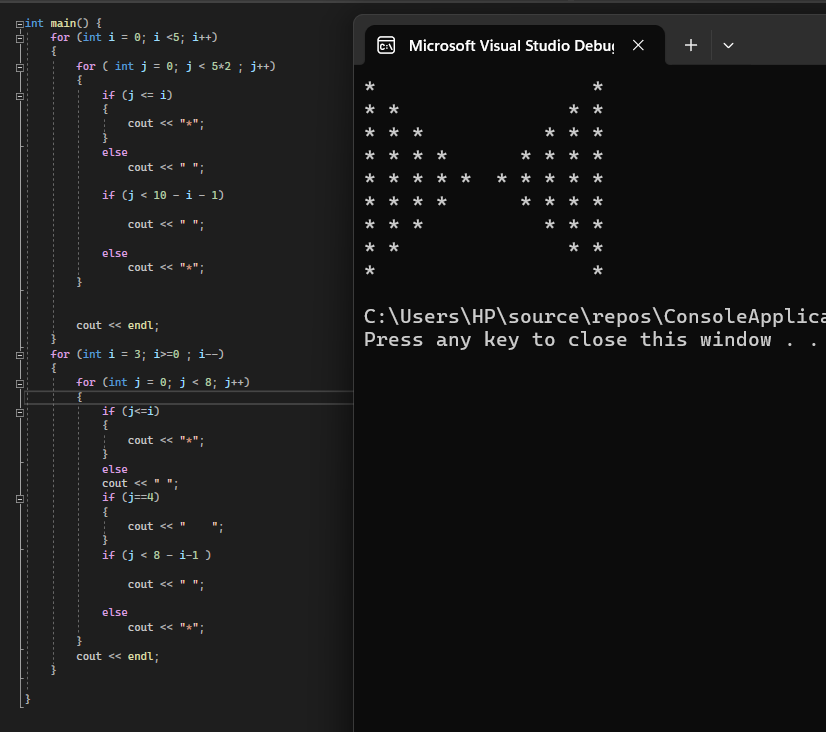 int main() {
for (int i = 0; i <5; i++)
{
for ( int j = 0; j < 5*2 ; j++)
{
if (j <= i)
{
cout << "*";
}
else
cout << " ";
if (j < 10 - i - 1)
cout << " ";
else
cout << "*";
}
cout << endl;
}
for (int i = 3; i>=0 ; i--)
{
for (int j = 0; j < 8; j++)
{
if (j<=i)
{
cout << "*";
}
else
cout << " ";
if (j==4)
{
cout << "    ";
}
if (j < 8 - i-1 )
cout << " ";
else
cout << "*";
}
cout << endl;
}
}
Microsoft Visual Studio Debug
*                  *
* *              * *
* * *          * * *
* * * *      * * * *
* * * * *  * * * * *
* * * *      * * * *
* * *          * * *
* *              * *
*                  *
C:\Users\HP\source\repos\ConsoleApplica
Press any key to close this window . .